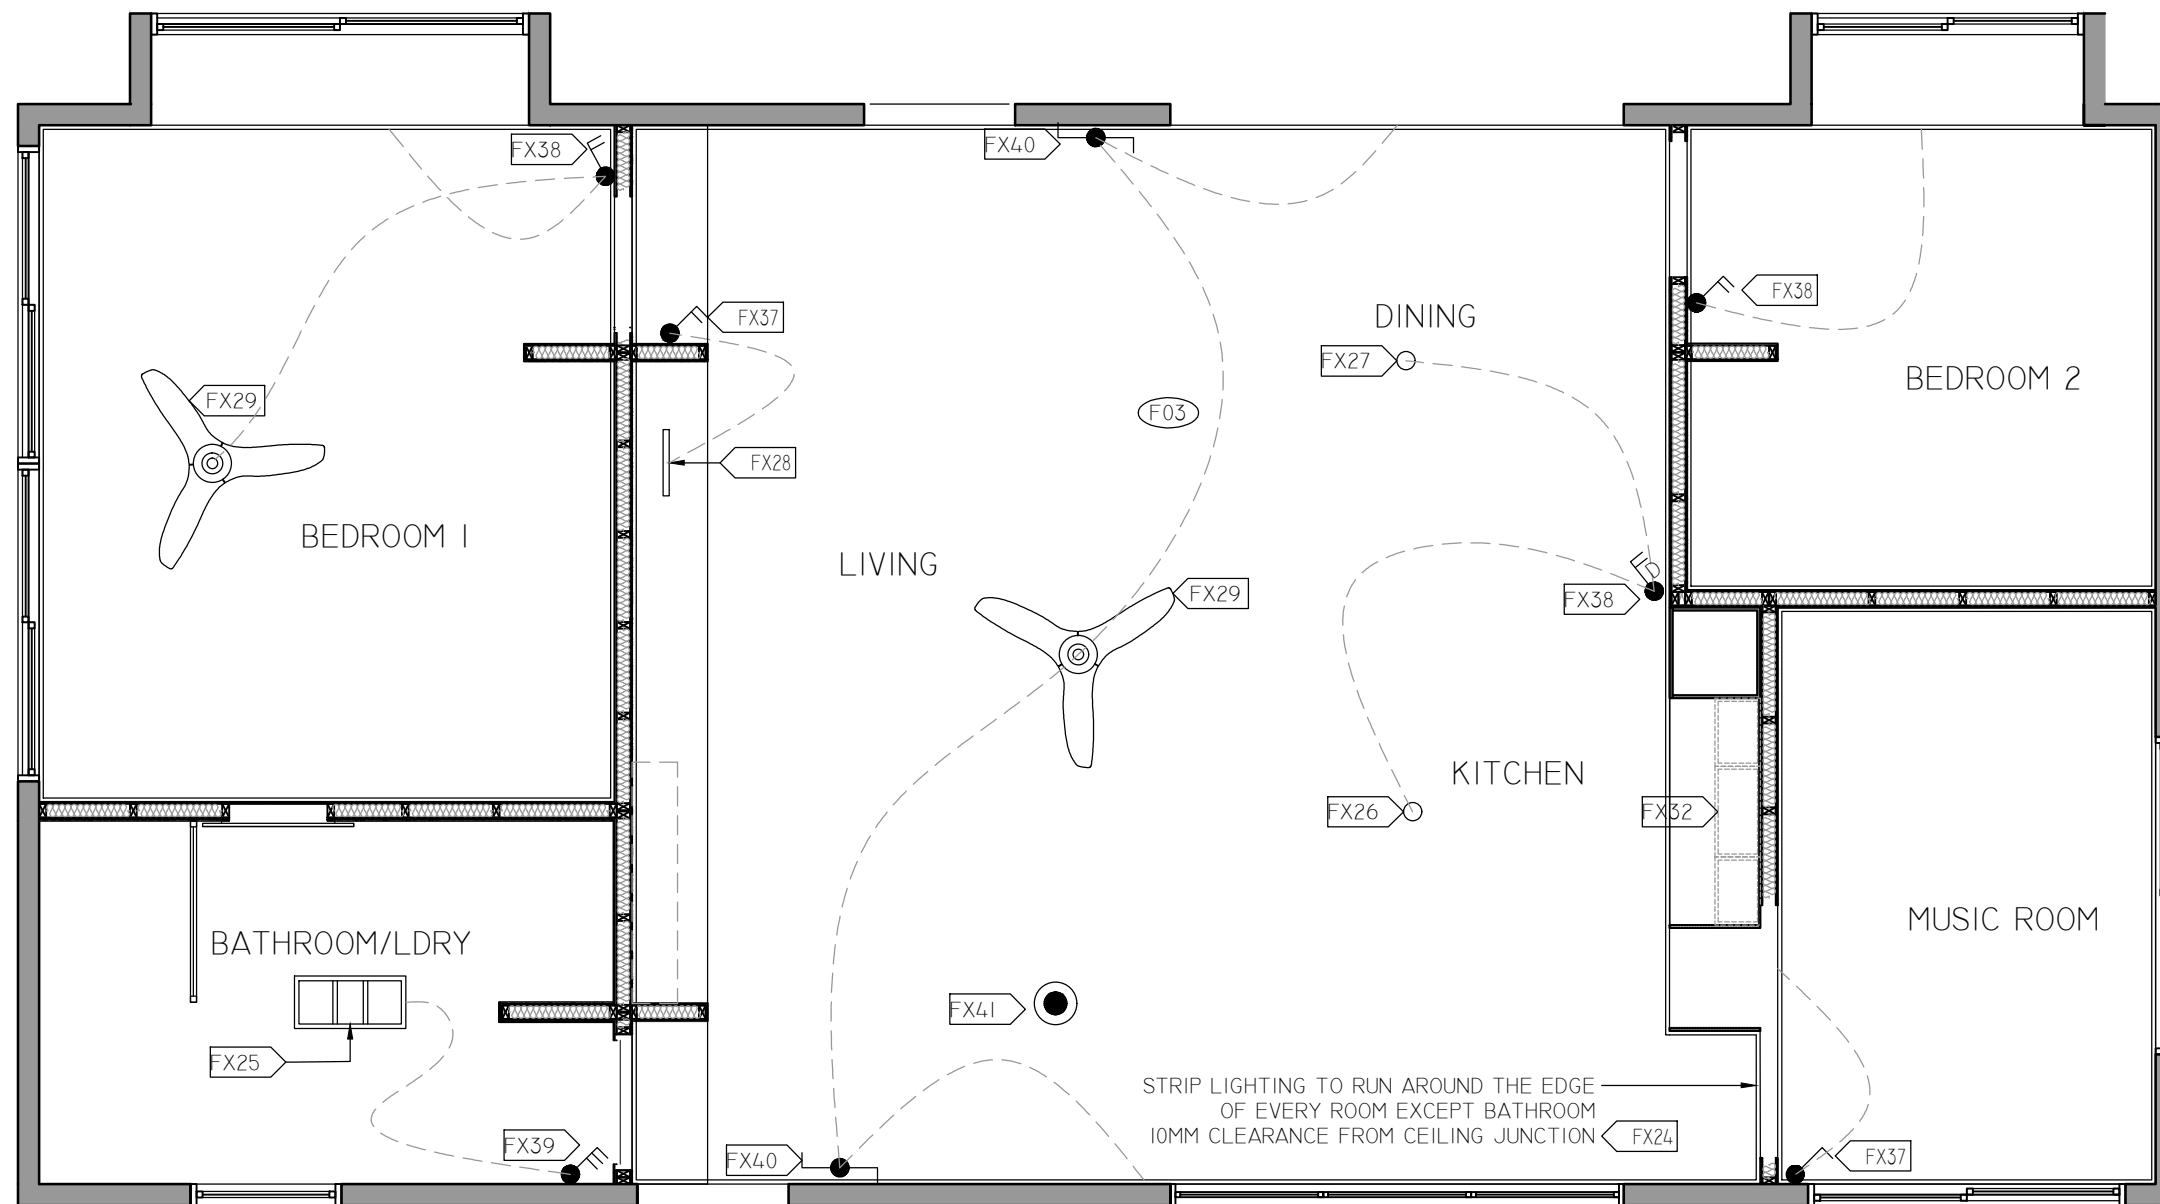 FX40
FX38
FX38
FX37
DINING
FX27
BEDROOM 2
FX29
F03
FX28
BEDROOM 1
LIVING
FX29
FX38
KITCHEN
FX26
FX32
MUSIC ROOM
BATHROOM/LDRY
FX41
FX25
STRIP LIGHTING TO RUN AROUND THE EDGE
OF EVERY ROOM EXCEPT BATHROOM
10MM CLEARANCE FROM CEILING JUNCTION FX24
FX39
FX40
FX37